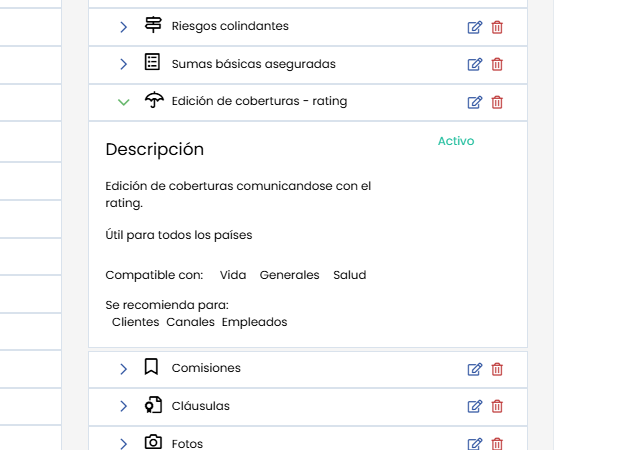 Riesgos colindantes
Sumas básicas aseguradas
Edición de coberturas - rating
Descripción
Activo
Edición de coberturas comunicandose con el
rating.
Útil para todos los países
Compatible con: Vida Generales Salud
Se recomienda para:
Clientes Canales Empleados
Comisiones
Cláusulas
Fotos